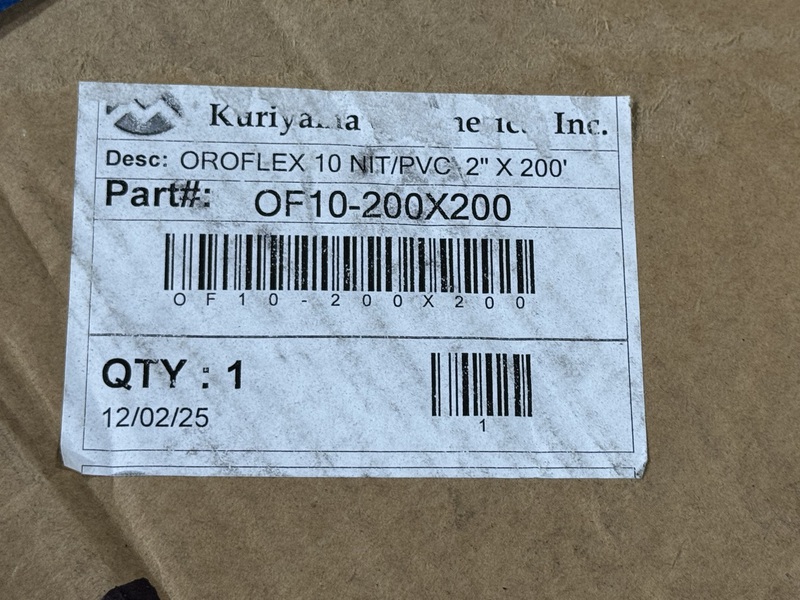 Kuriyama Inc.
Desc: OROFLEX 10 NIT/PVC 2" X 200'
Part#: OF10-200X200
OF10-200X200
QTY : 1
1
12/02/25